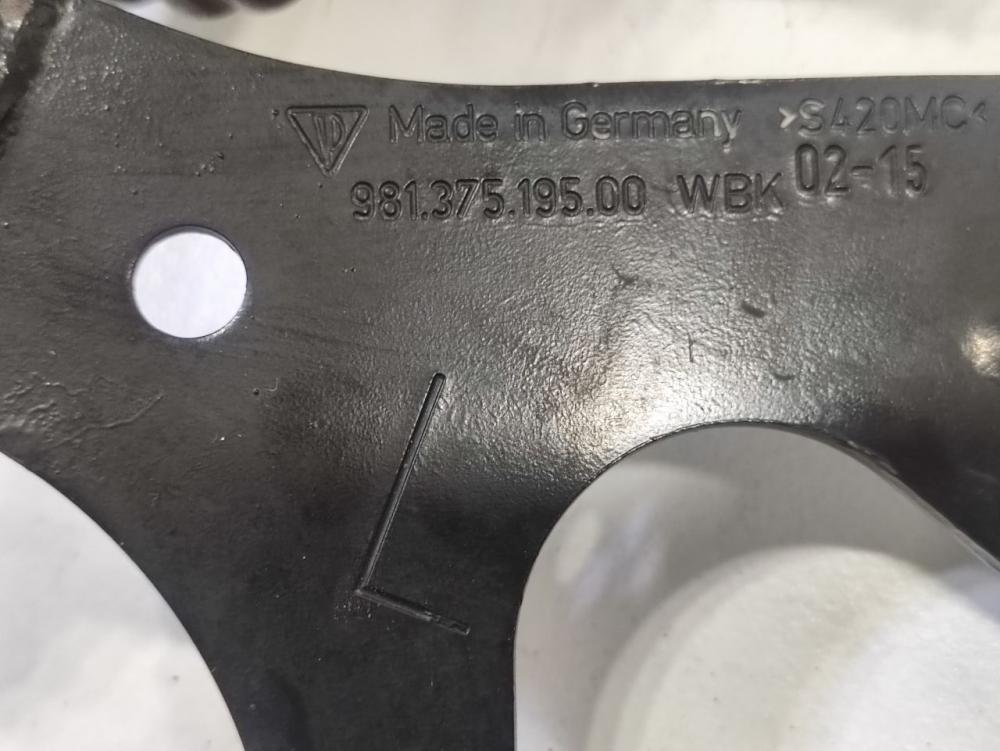 Made in Germany >S420MC<
981.375.195.00 WBK 02-15
L